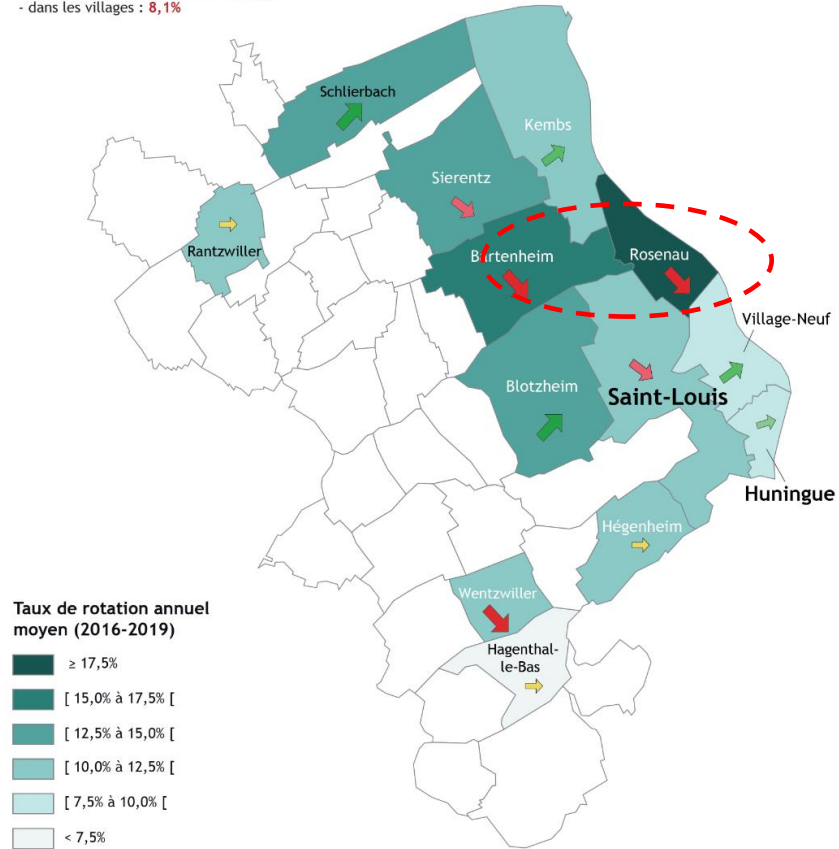 - dans les villages : 8,1%
Schlierbach
Kembs
Sierentz
Rantzwiller
Bartenheim
Rosenau
Village-Neuf
Blotzheim
Saint-Louis
Huningue
Hégenheim
Wentzwiller
Hagenthal-
le-Bas
Taux de rotation annuel
moyen (2016-2019)
≥ 17,5%
[ 15,0% à 17,5% [
[ 12,5% à 15,0% [
[ 10,0% à 12,5% [
[ 7,5% à 10,0% [
< 7,5%